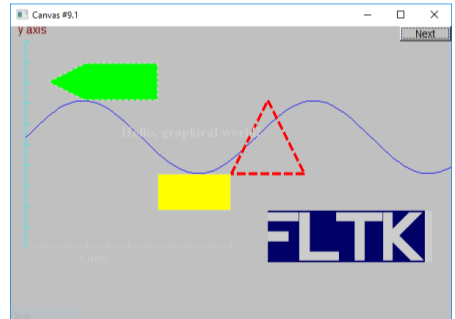 Canvas #9.1
y axis
Next
Hello, graphical world!
x axis
FLTK